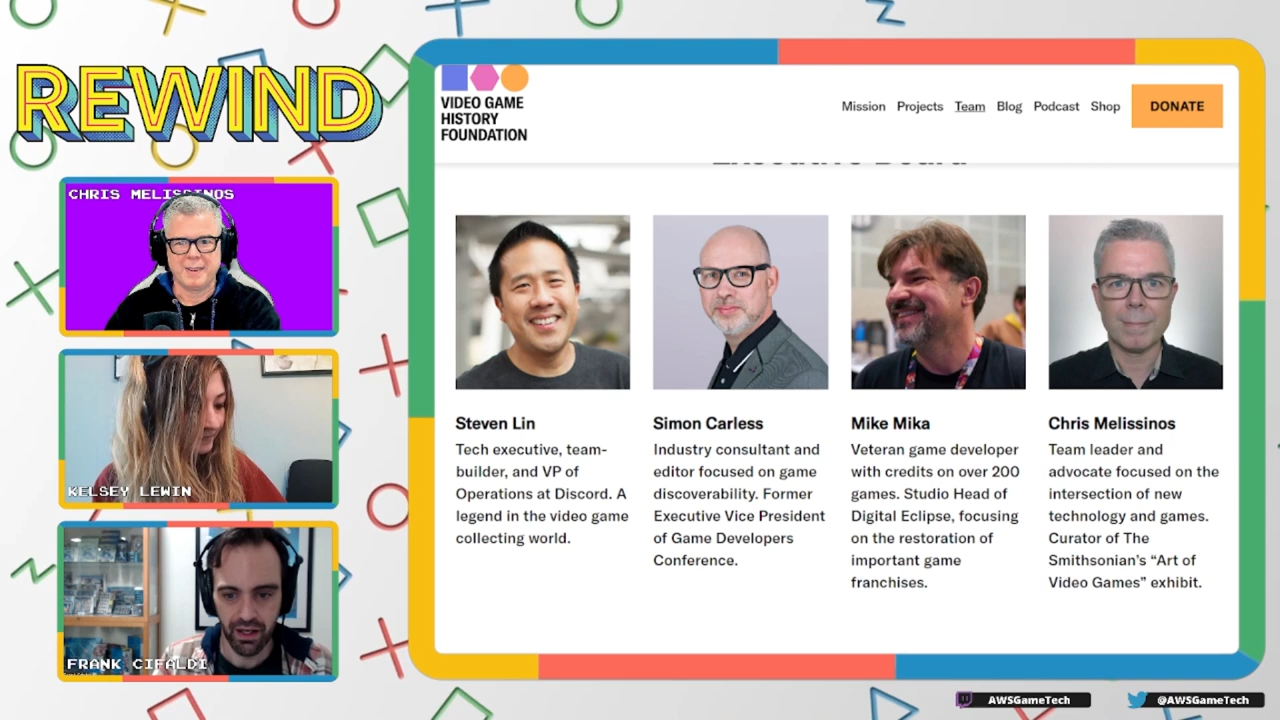 REWIND
CHRIS MELISSINOS
KELSEY LEWIN
FRANK CIFALDI
VIDEO GAME
HISTORY
FOUNDATION
Mission
Projects
Team
Blog
Podcast
Shop
DONATE
Executive Board
Steven Lin
Tech executive, team-
builder, and VP of
Operations at Discord. A
legend in the video game
collecting world.
Simon Carless
Industry consultant and
editor focused on game
discoverability. Former
Executive Vice President
of Game Developers
Conference.
Mike Mika
Veteran game developer
with credits on over 200
games. Studio Head of
Digital Eclipse, focusing
on the restoration of
important game
franchises.
Chris Melissinos
Team leader and
advocate focused on the
intersection of new
technology and games.
Curator of The
Smithsonian’s “Art of
Video Games” exhibit.
AWSGameTech
@AWSGameTech